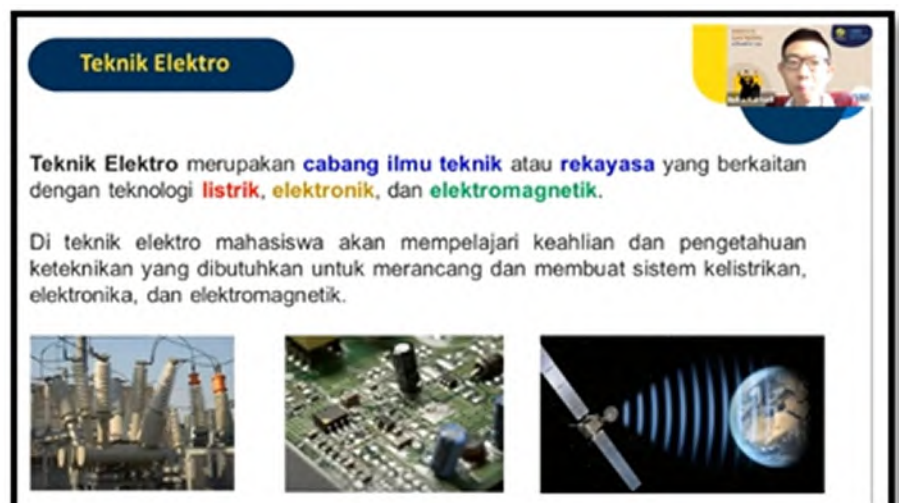 Teknik Elektro
Teknik Elektro merupakan cabang ilmu teknik atau rekayasa yang berkaitan
dengan teknologi listrik, elektronik, dan elektromagnetik.
Di teknik elektro mahasiswa akan mempelajari keahlian dan pengetahuan
keteknikan yang dibutuhkan untuk merancang dan membuat sistem kelistrikan,
elektronika, dan elektromagnetik.